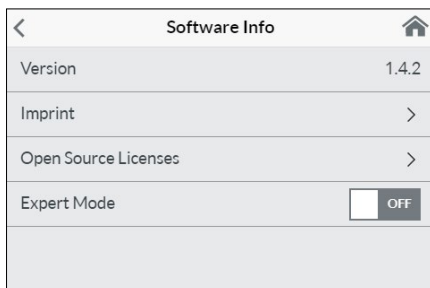 Software Info
Version 1.4.2
Imprint
Open Source Licenses
Expert Mode OFF